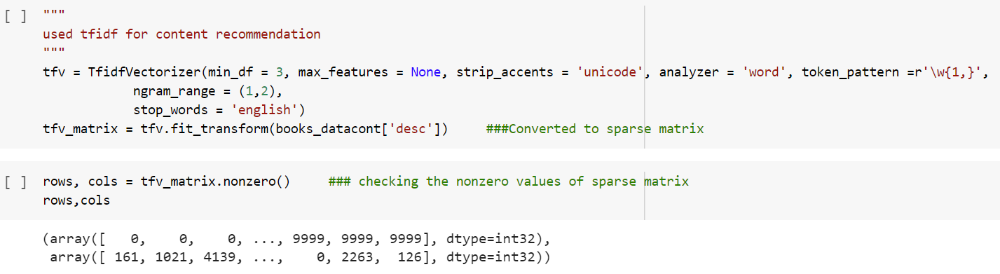 [ ] """
used tfidf for content recommendation
"""
tfv = TfidfVectorizer(min_df = 3, max_features = None, strip_accents = 'unicode', analyzer = 'word', token_pattern =r'\w{1,}',
ngram_range = (1,2),
stop_words = 'english')
tfv_matrix = tfv.fit_transform(books_datacont['desc']) ###Converted to sparse matrix
[ ] rows, cols = tfv_matrix.nonzero() ### checking the nonzero values of sparse matrix
rows,cols
(array([ 0, 0, 0, ..., 9999, 9999, 9999], dtype=int32),
array([ 161, 1021, 4139, ..., 0, 2263, 126], dtype=int32))